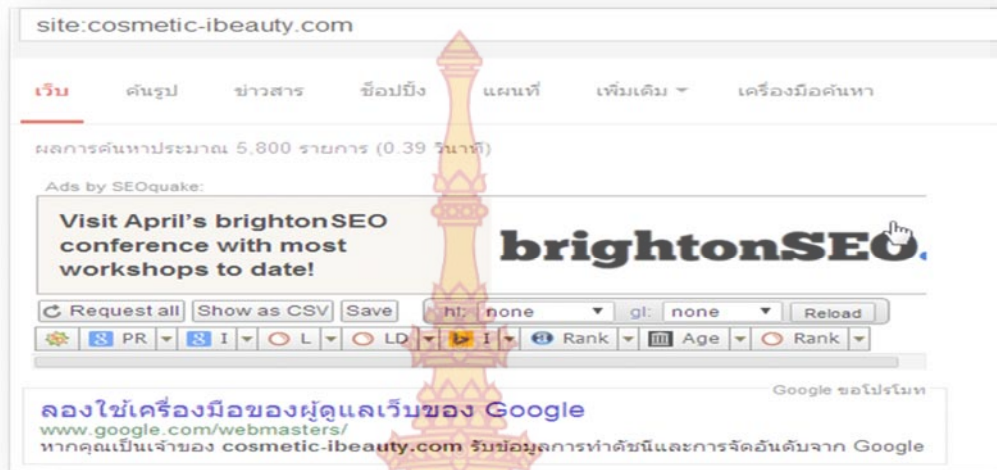 site:cosmetic-ibeauty.com
เว็บ ค้นรูป ข่าวสาร ช็อปปิ้ง แผนที่ เพิ่มเติม เครื่องมือค้นหา
ผลการค้นหาประมาณ 5,800 รายการ (0.39 วินาที)
Ads by SEOquake:
Visit April's brightonSEO
conference with most
workshops to date!
brightonSEO.
Request all Show as CSV Save hl: none gl: none Reload
PR I L LD I Rank Age Rank
Google ขอโปรโมท
ลองใช้เครื่องมือของผู้ดูแลเว็บของ Google
www.google.com/webmasters/
หากคุณเป็นเจ้าของ cosmetic-ibeauty.com รับข้อมูลการทำดัชนีและการจัดอันดับจาก Google